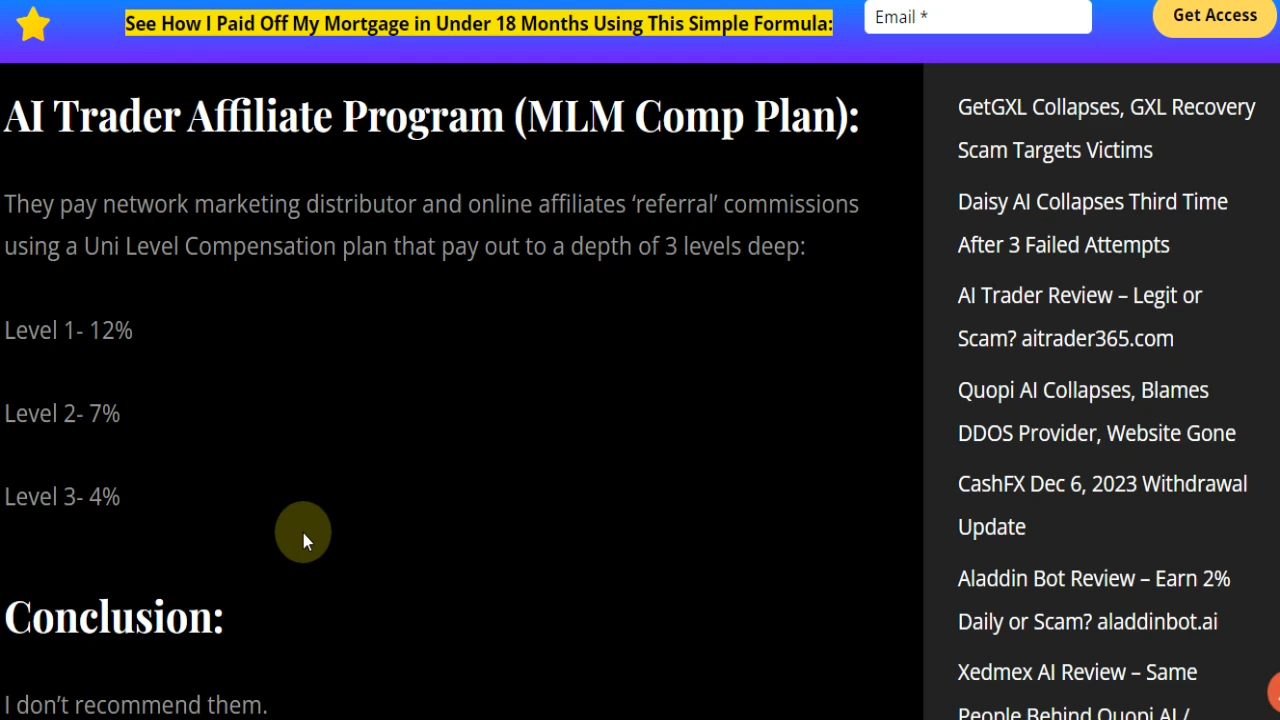 See How I Paid Off My Mortgage in Under 18 Months Using This Simple Formula:
Email *
Get Access
AI Trader Affiliate Program (MLM Comp Plan):
They pay network marketing distributor and online affiliates ‘referral’ commissions
using a Uni Level Compensation plan that pay out to a depth of 3 levels deep:
Level 1- 12%
Level 2- 7%
Level 3- 4%
Conclusion:
I don’t recommend them.
GetGXL Collapses, GXL Recovery
Scam Targets Victims
Daisy AI Collapses Third Time
After 3 Failed Attempts
AI Trader Review – Legit or
Scam? aitrader365.com
Quopi AI Collapses, Blames
DDOS Provider, Website Gone
CashFX Dec 6, 2023 Withdrawal
Update
Aladdin Bot Review – Earn 2%
Daily or Scam? aladdinbot.ai
Xedmex AI Review – Same
People Behind Quopi AI /